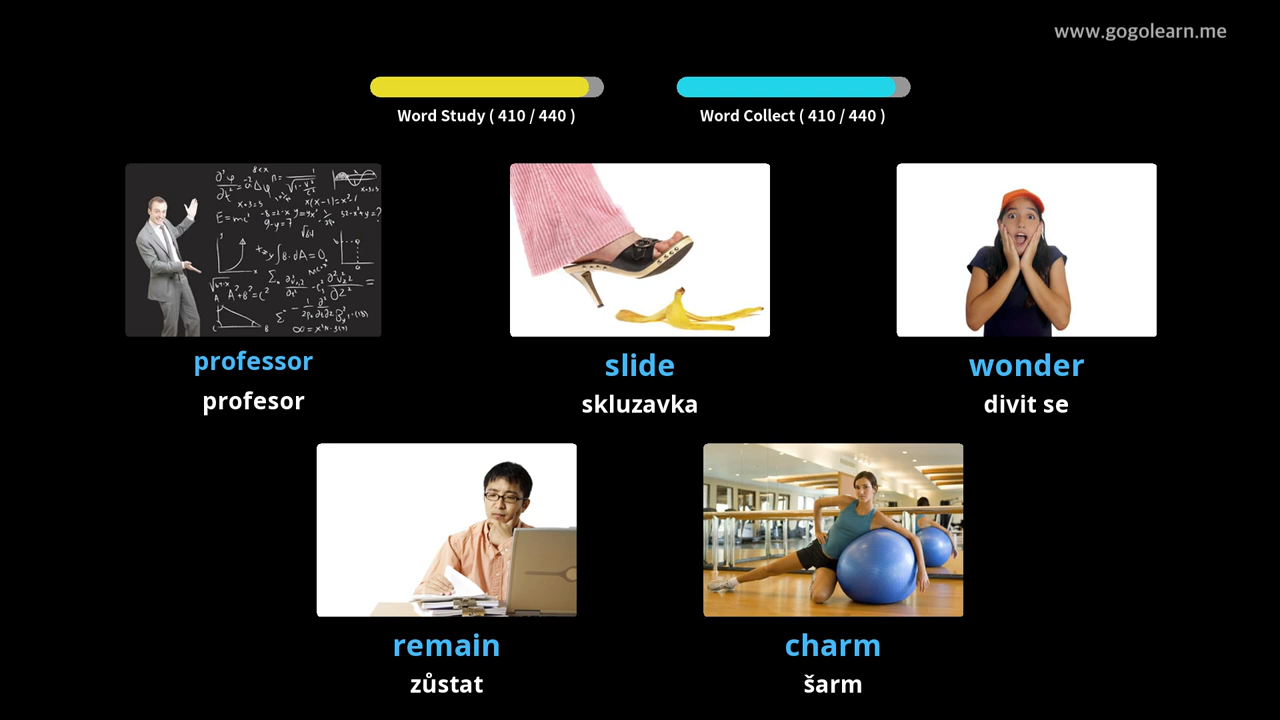 www.gogolearn.me
Word Study ( 410 / 440 )
Word Collect ( 410 / 440 )
professor
profesor
slide
skluzavka
wonder
divit se
remain
zůstat
charm
šarm